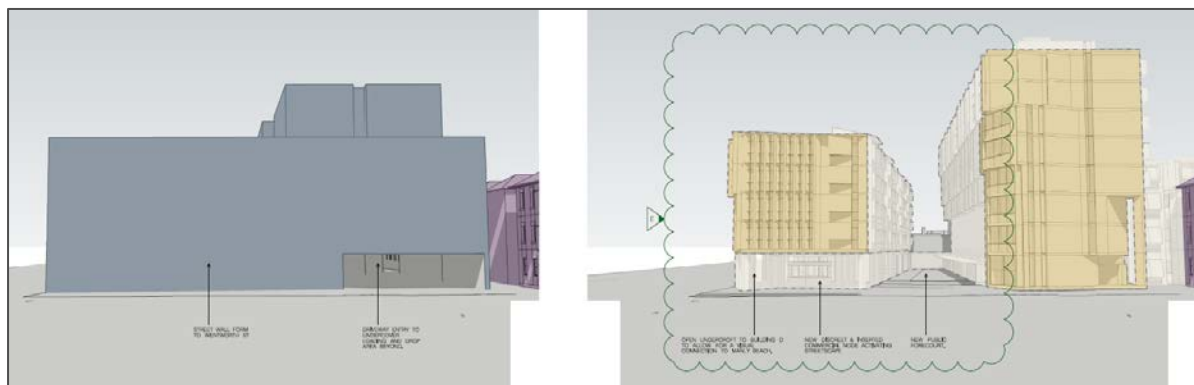 STREET WALL FORM
TO WENTWORTH ST
DRIVEWAY ENTRY TO
UNDERCOVER
LOADING AND DROP
AREA BEYOND.
OPEN UNDERCROFT TO BUILDING D
TO ALLOW FOR A VISUAL
CONNECTION TO MANLY BEACH.
NEW DISCREET & INSERTED
COMMERCIAL NODE ACTIVATING
STREETSCAPE.
NEW PUBLIC
FORECOURT.